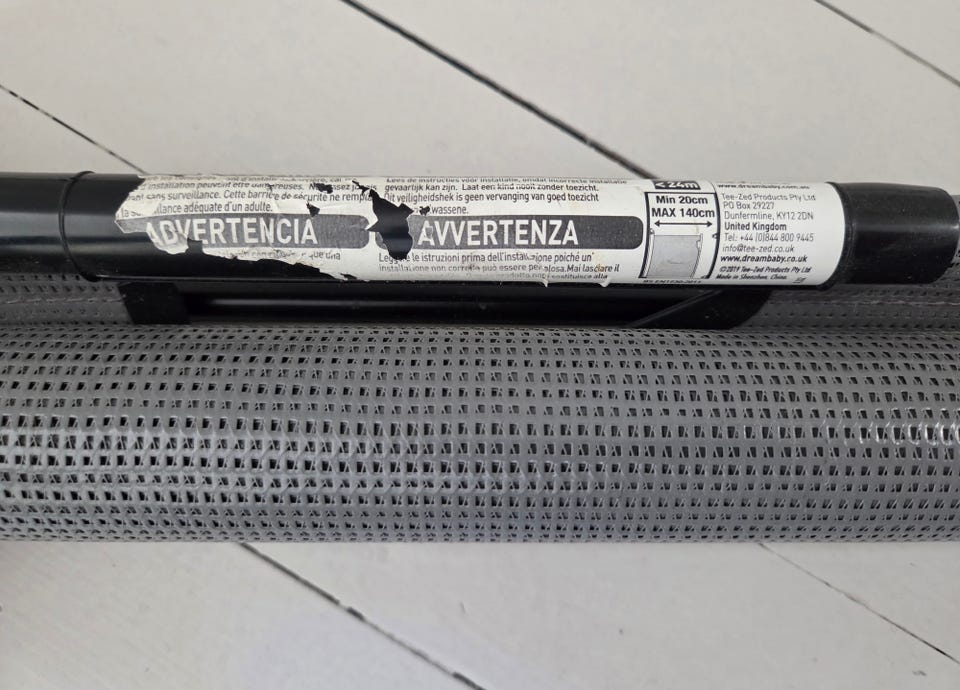 d'installation peut être dangereuses.
sans surveillance. Cette barrière de sécurité ne
adéquate d'un adulte.
ADVERTENCIA
Lees de instructies voor installatie, omdat incorrecte installatie
gevaarlijk kan zijn. Laat een kind nooit zonder toezicht.
Dit veiligheidshek is geen vervanging van goed toezicht
AVVERTENZA
le istruzioni prima dell'installazione poiché un'
installazione non corretta può essere pericolosa.Mai lasciare il
< 24m
Min 20cm
MAX 140cm
BS EN1930:2011
www.dreambaby.com.au
Tee-Zed Products Pty Ltd
PO Box 29227
Dunfermline, KY12 2DN
United Kingdom
Tel: +44 (0)844 800 9445
info@tee-zed.co.uk
www.dreambaby.co.uk
©2019 Tee-Zed Products Pty Ltd
Made in Shenzhen, China.